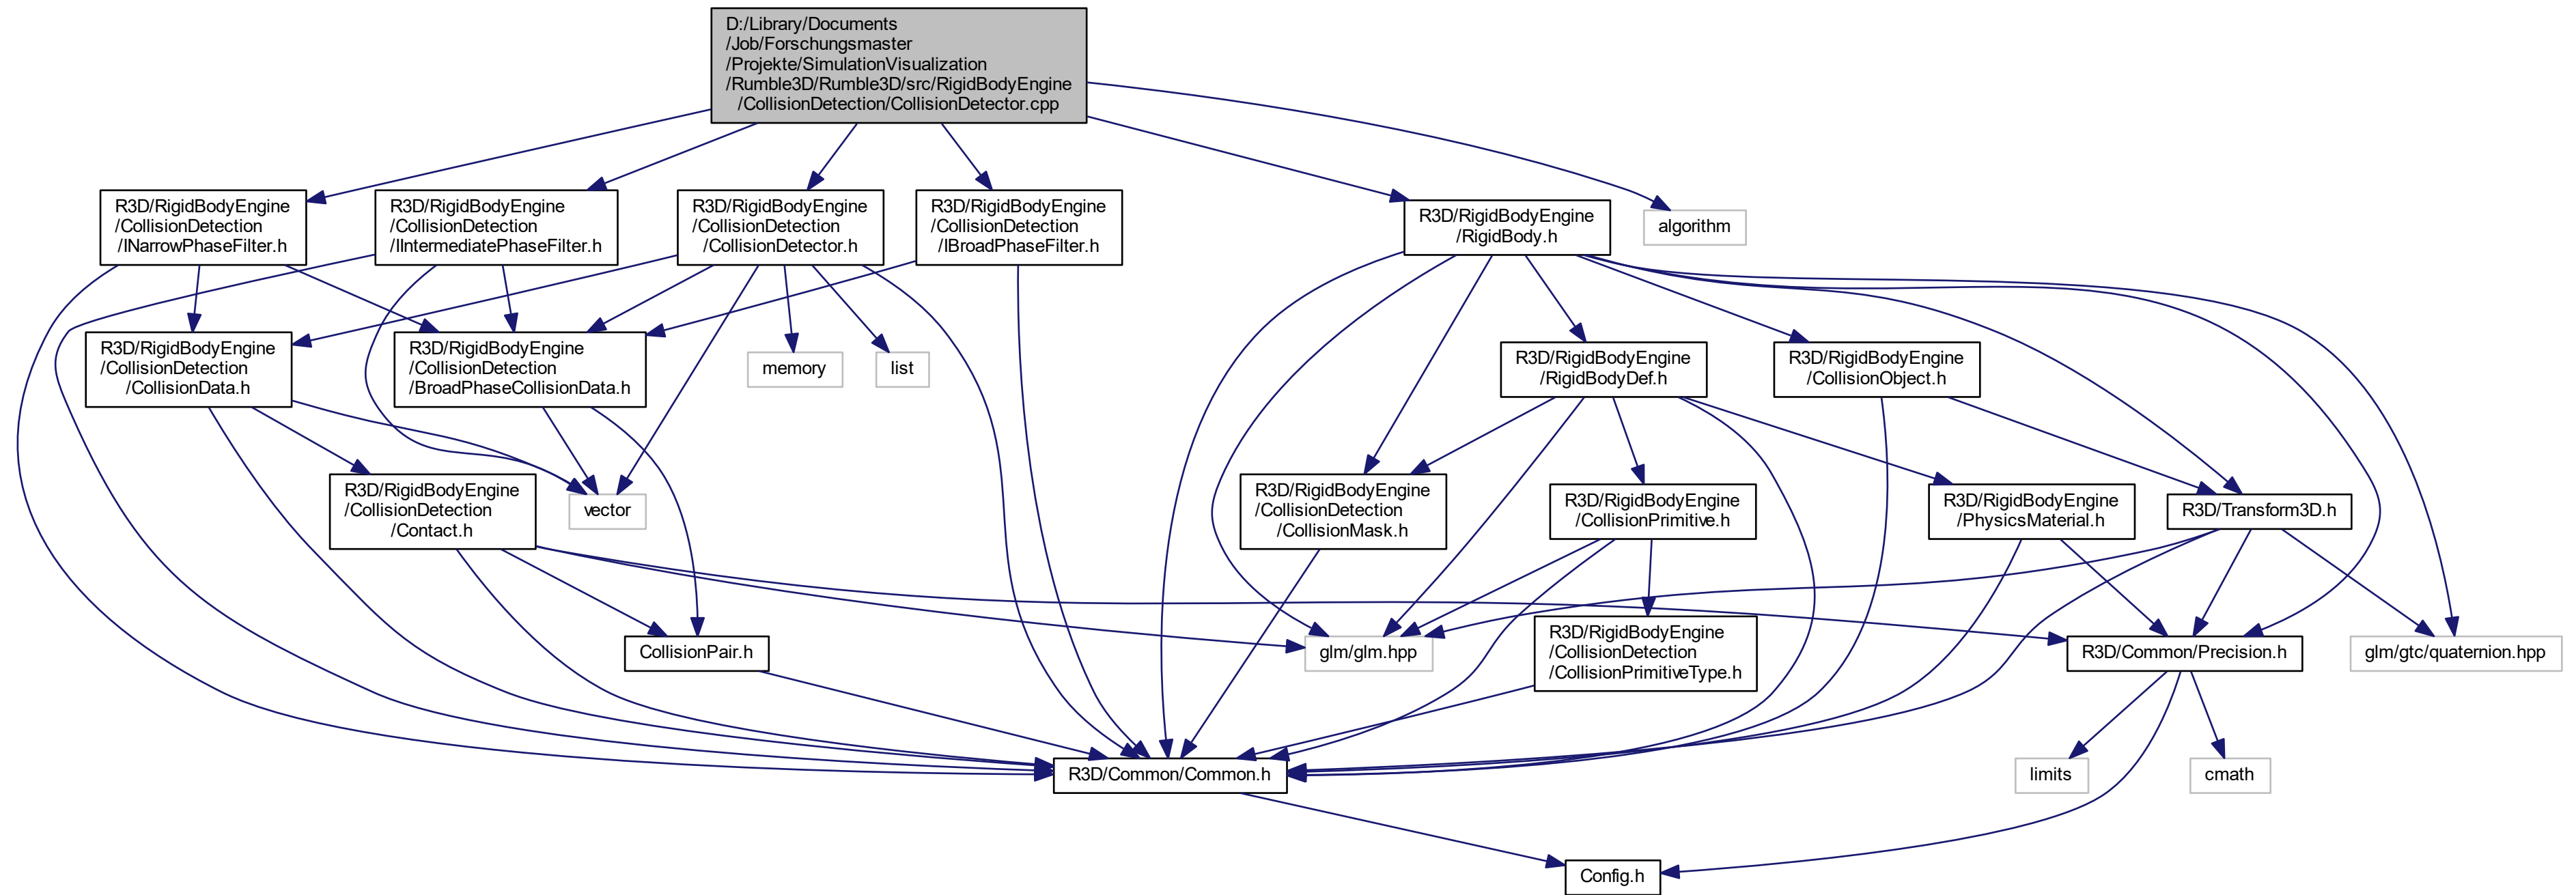 D:/Library/Documents
/Job/Forschungsmaster
/Projekte/SimulationVisualization
/Rumble3D/Rumble3D/src/RigidBodyEngine
/CollisionDetection/CollisionDetector.cpp
R3D/RigidBodyEngine
/CollisionDetection
/INarrowPhaseFilter.h
R3D/RigidBodyEngine
/CollisionDetection
/IIntermediatePhaseFilter.h
R3D/RigidBodyEngine
/CollisionDetection
/CollisionDetector.h
R3D/RigidBodyEngine
/CollisionDetection
/IBroadPhaseFilter.h
R3D/RigidBodyEngine
/RigidBody.h
algorithm
R3D/RigidBodyEngine
/CollisionDetection
/CollisionData.h
R3D/RigidBodyEngine
/CollisionDetection
/BroadPhaseCollisionData.h
memory
list
R3D/RigidBodyEngine
/RigidBodyDef.h
R3D/RigidBodyEngine
/CollisionObject.h
R3D/RigidBodyEngine
/CollisionDetection
/Contact.h
vector
R3D/RigidBodyEngine
/CollisionDetection
/CollisionMask.h
R3D/RigidBodyEngine
/CollisionPrimitive.h
R3D/RigidBodyEngine
/PhysicsMaterial.h
R3D/Transform3D.h
CollisionPair.h
glm/glm.hpp
R3D/RigidBodyEngine
/CollisionDetection
/CollisionPrimitiveType.h
R3D/Common/Precision.h
glm/gtc/quaternion.hpp
R3D/Common/Common.h
limits
cmath
Config.h